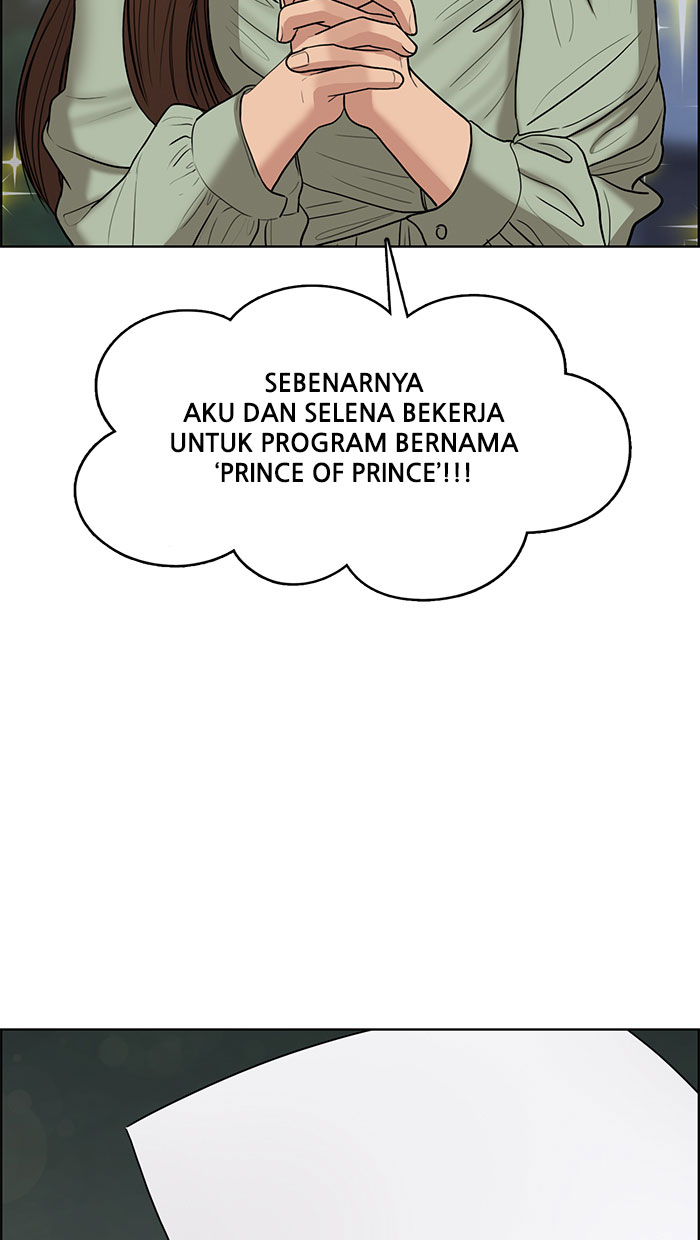 SEBENARNYA
AKU DAN SELENA BEKERJA
UNTUK PROGRAM BERNAMA
‘PRINCE OF PRINCE’!!!